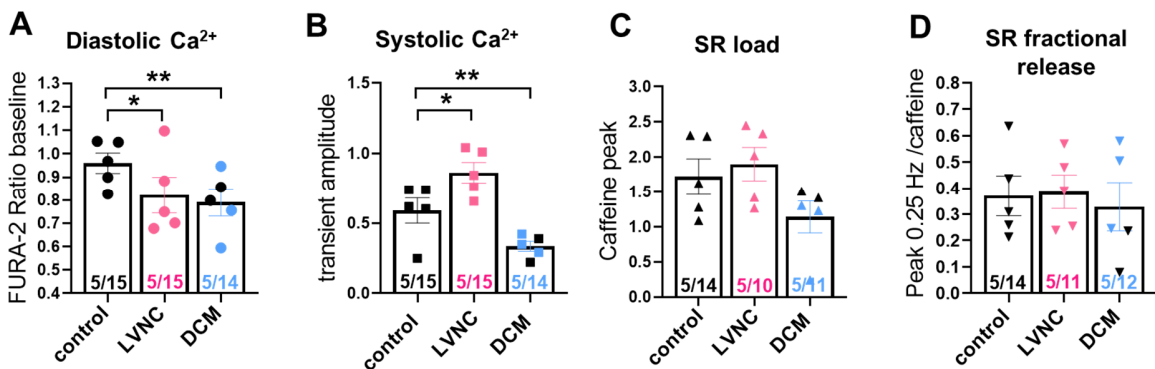 A
Diastolic Ca²⁺
FURA-2 Ratio baseline
1.3
1.2
1.1
1.0
0.9
0.8
0.7
0.6
0.5
0.4
**
*
5/15
5/15
5/14
control
LVNC
DCM
B
Systolic Ca²⁺
transient amplitude
1.5
1.0
0.5
0.0
**
*
5/15
5/15
5/14
control
LVNC
DCM
C
SR load
Caffeine peak
3.0
2.5
2.0
1.5
1.0
0.5
0.0
5/14
5/10
5/11
control
LVNC
DCM
D
SR fractional
release
Peak 0.25 Hz /caffeine
0.8
0.7
0.6
0.5
0.4
0.3
0.2
0.1
0.0
5/14
5/11
5/12
control
LVNC
DCM